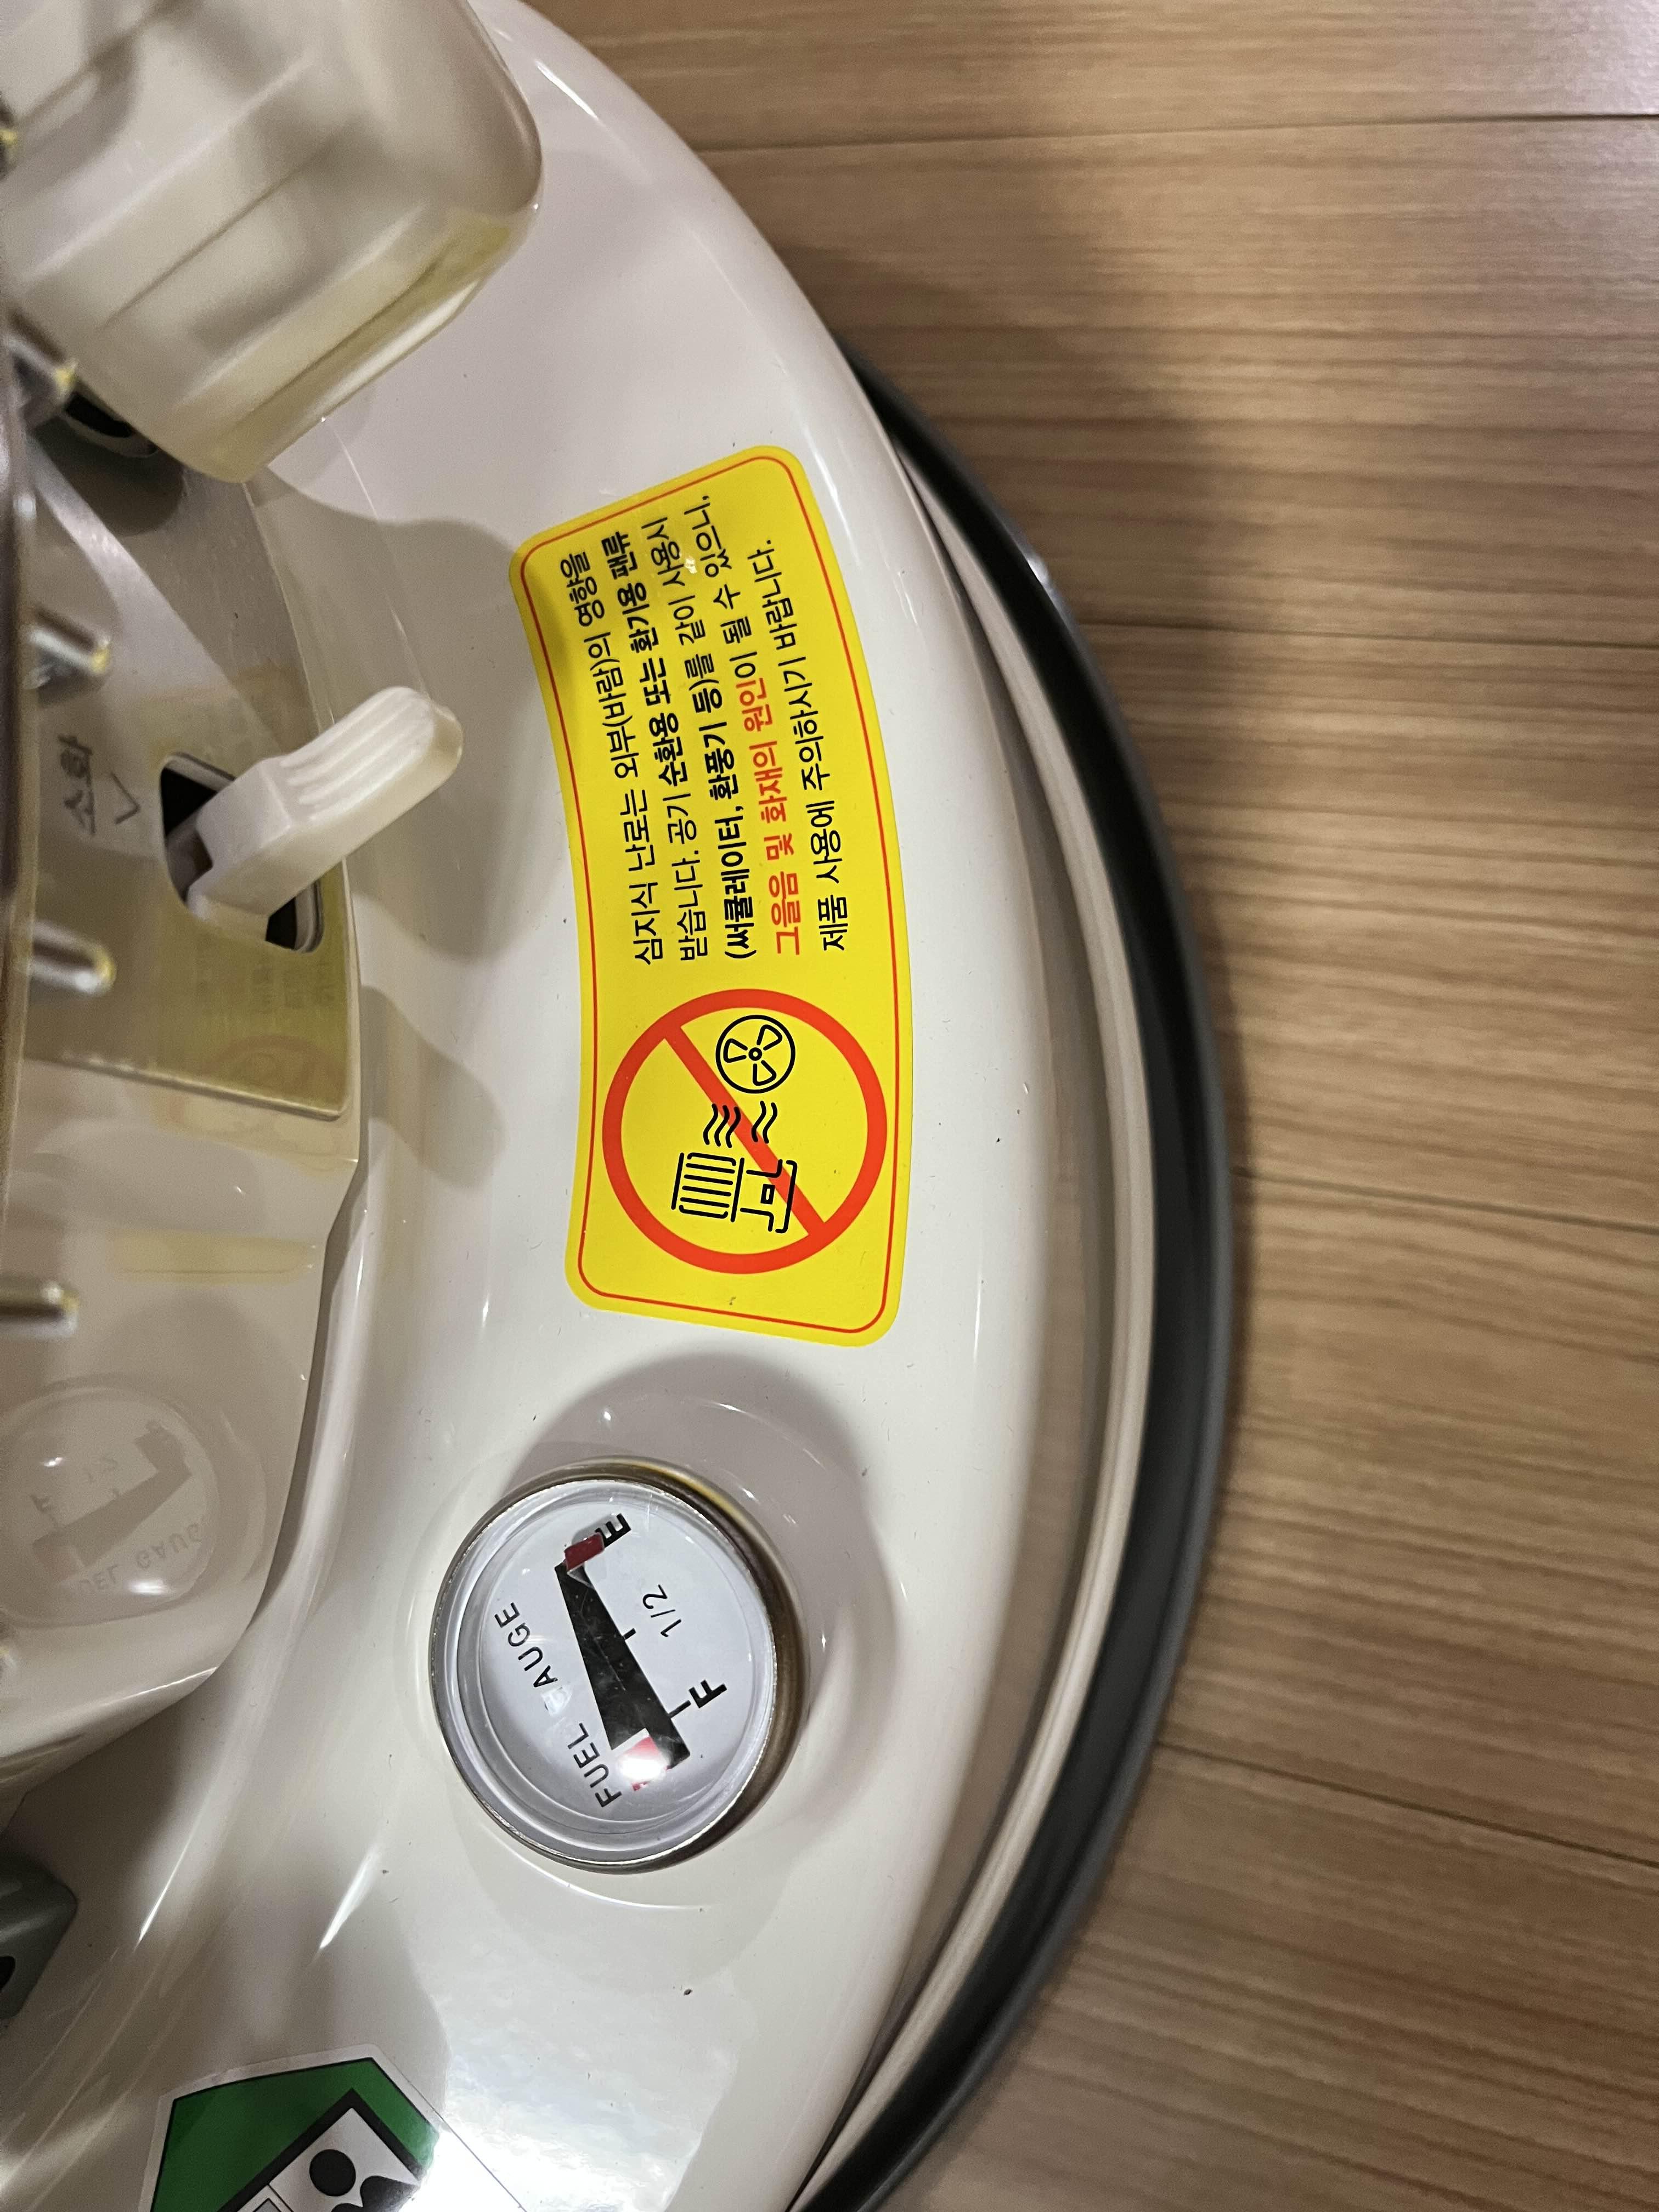 심지식 난로는 외부(바람)의 영향을
받습니다. 공기 순환용 또는 환기용 팬류
(써큘레이터, 환풍기 등)를 같이 사용시
그을음 및 화재의 원인이 될 수 있으니,
제품 사용에 주의하시기 바랍니다.
소화
E
1/2
F
FUEL GAUGE